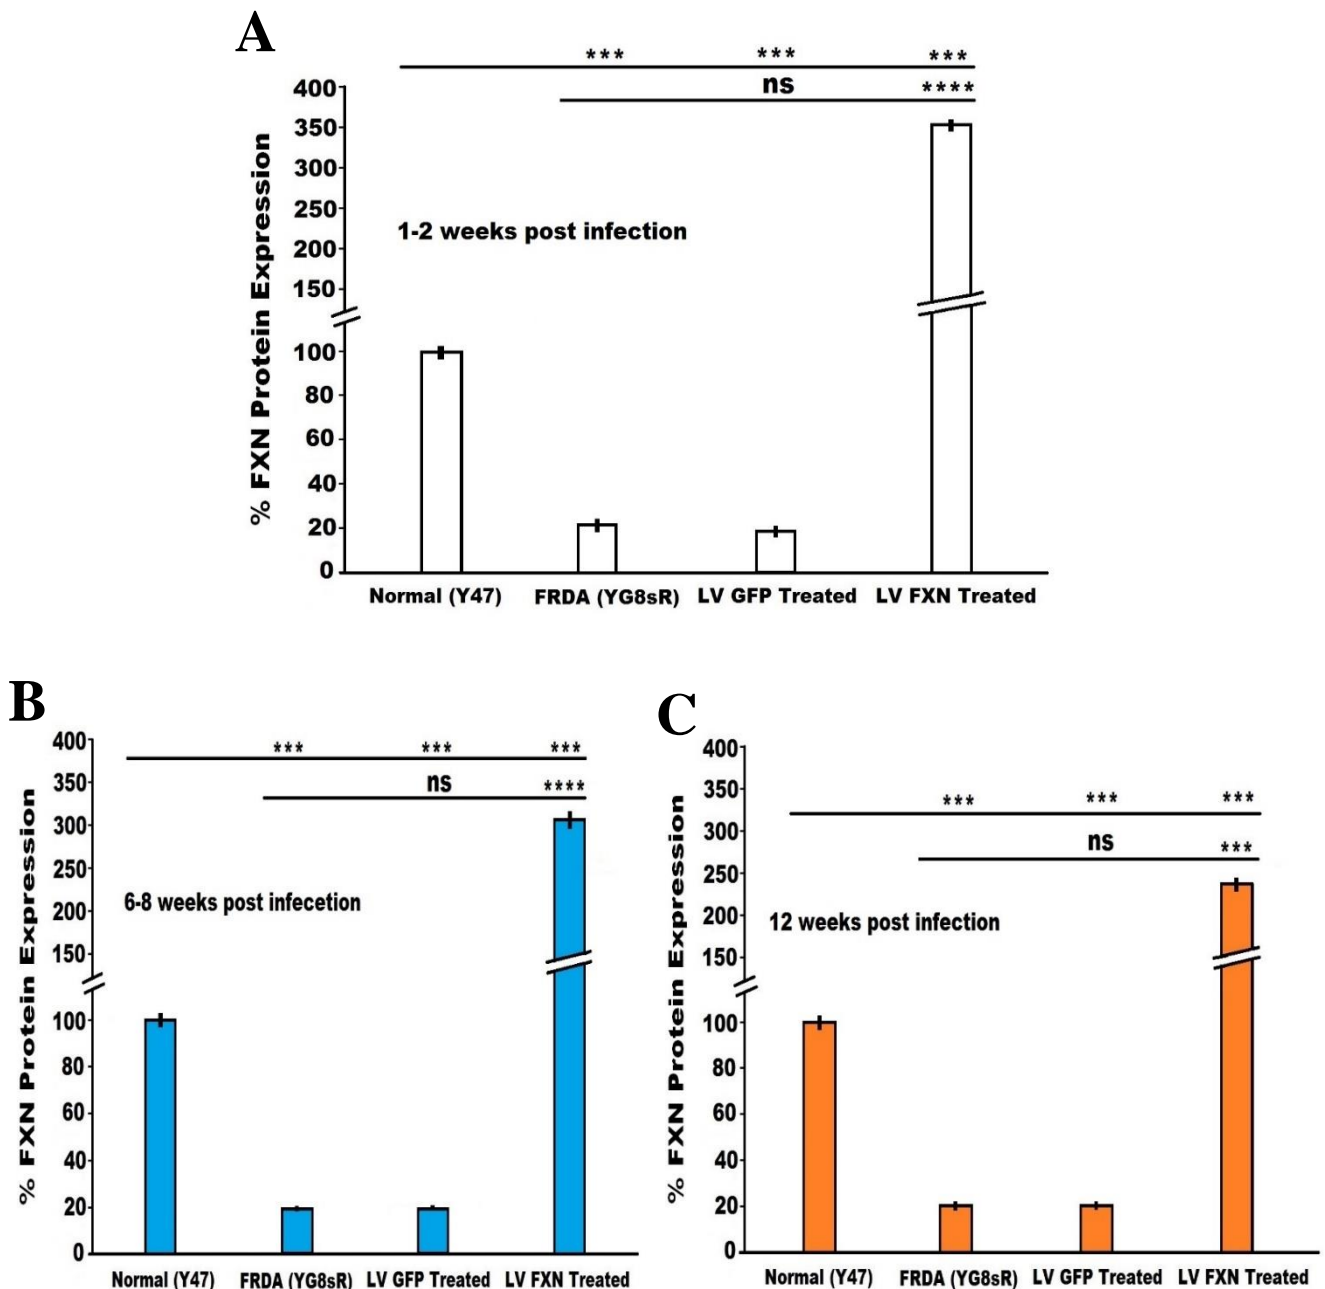 A
*** *** ***
ns ****
400
350
300
250
200
150
100
80
60
40
20
0
% FXN Protein Expression
1-2 weeks post infection
Normal (Y47) FRDA (YG8sR) LV GFP Treated LV FXN Treated
B
*** *** ***
ns ****
400
350
300
250
200
150
100
80
60
40
20
0
% FXN Protein Expression
6-8 weeks post infecetion
Normal (Y47) FRDA (YG8sR) LV GFP Treated LV FXN Treated
C
*** *** ***
ns ***
400
350
300
250
200
150
100
80
60
40
20
0
% FXN Protein Expression
12 weeks post infection
Normal (Y47) FRDA (YG8sR) LV GFP Treated LV FXN Treated